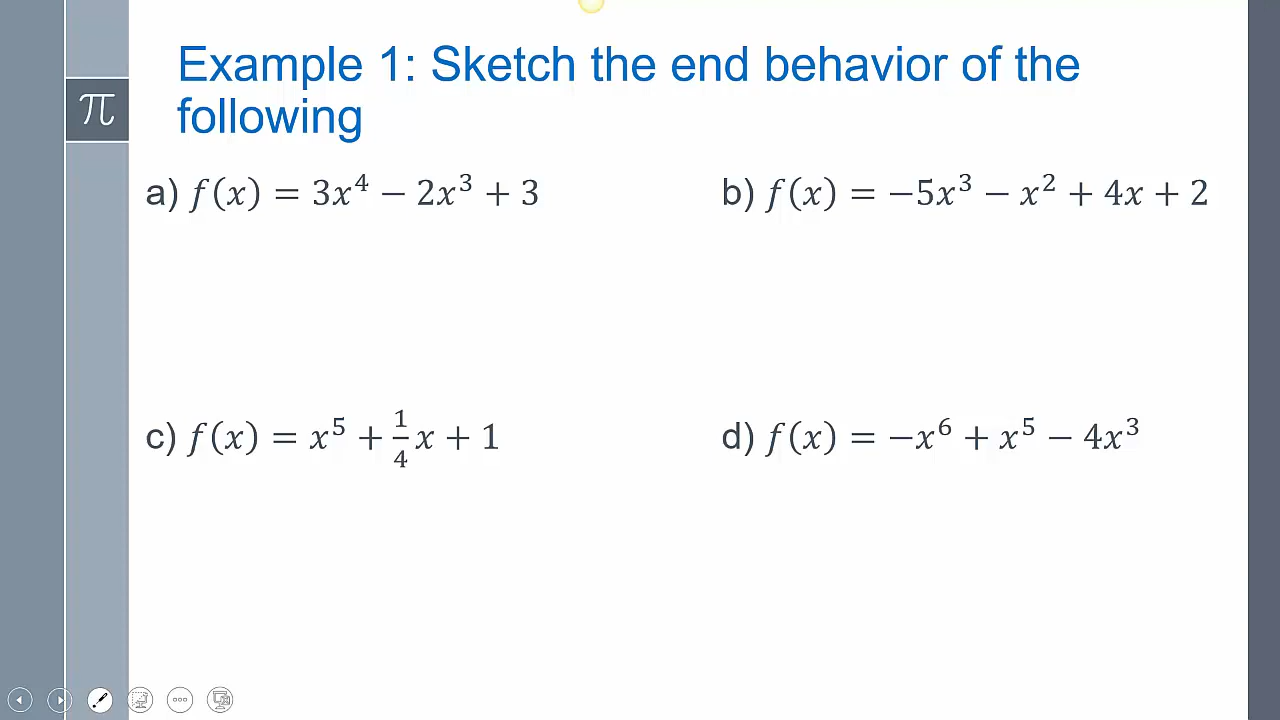 Example 1: Sketch the end behavior of the
following
π
a) f(x) = 3x⁴ − 2x³ + 3
b) f(x) = −5x³ − x² + 4x + 2
c) f(x) = x⁵ + 1/4 x + 1
d) f(x) = −x⁶ + x⁵ − 4x³